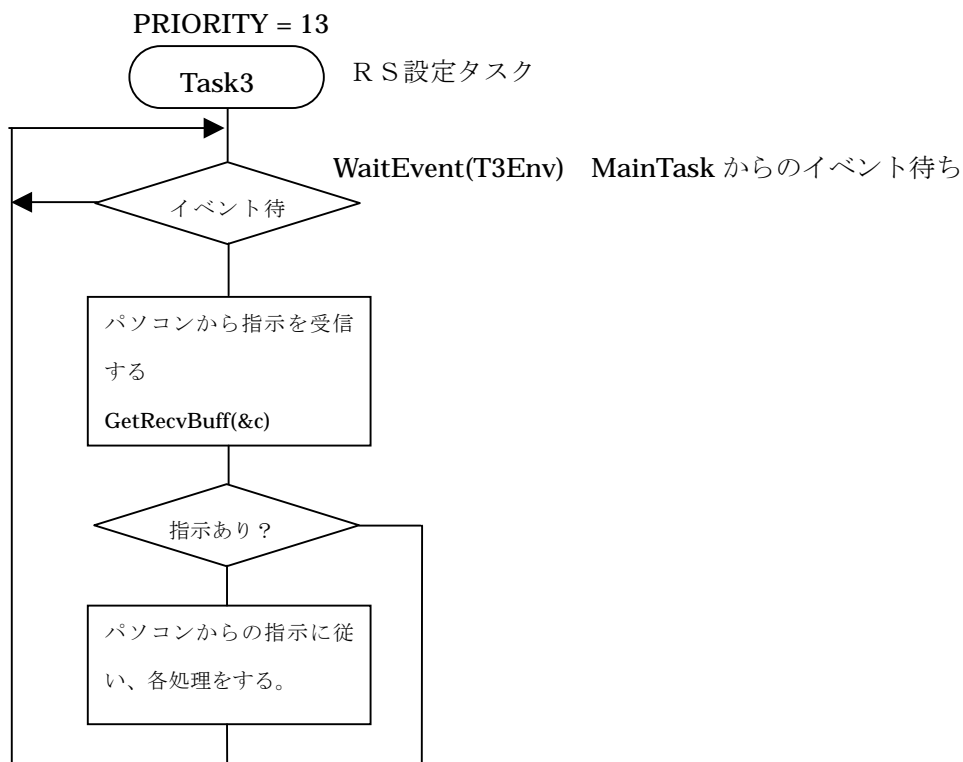 PRIORITY = 13
Task3
ＲＳ設定タスク
WaitEvent(T3Env)　MainTask からのイベント待ち
イベント待
パソコンから指示を受信
する
GetRecvBuff(&c)
指示あり？
パソコンからの指示に従
い、各処理をする。